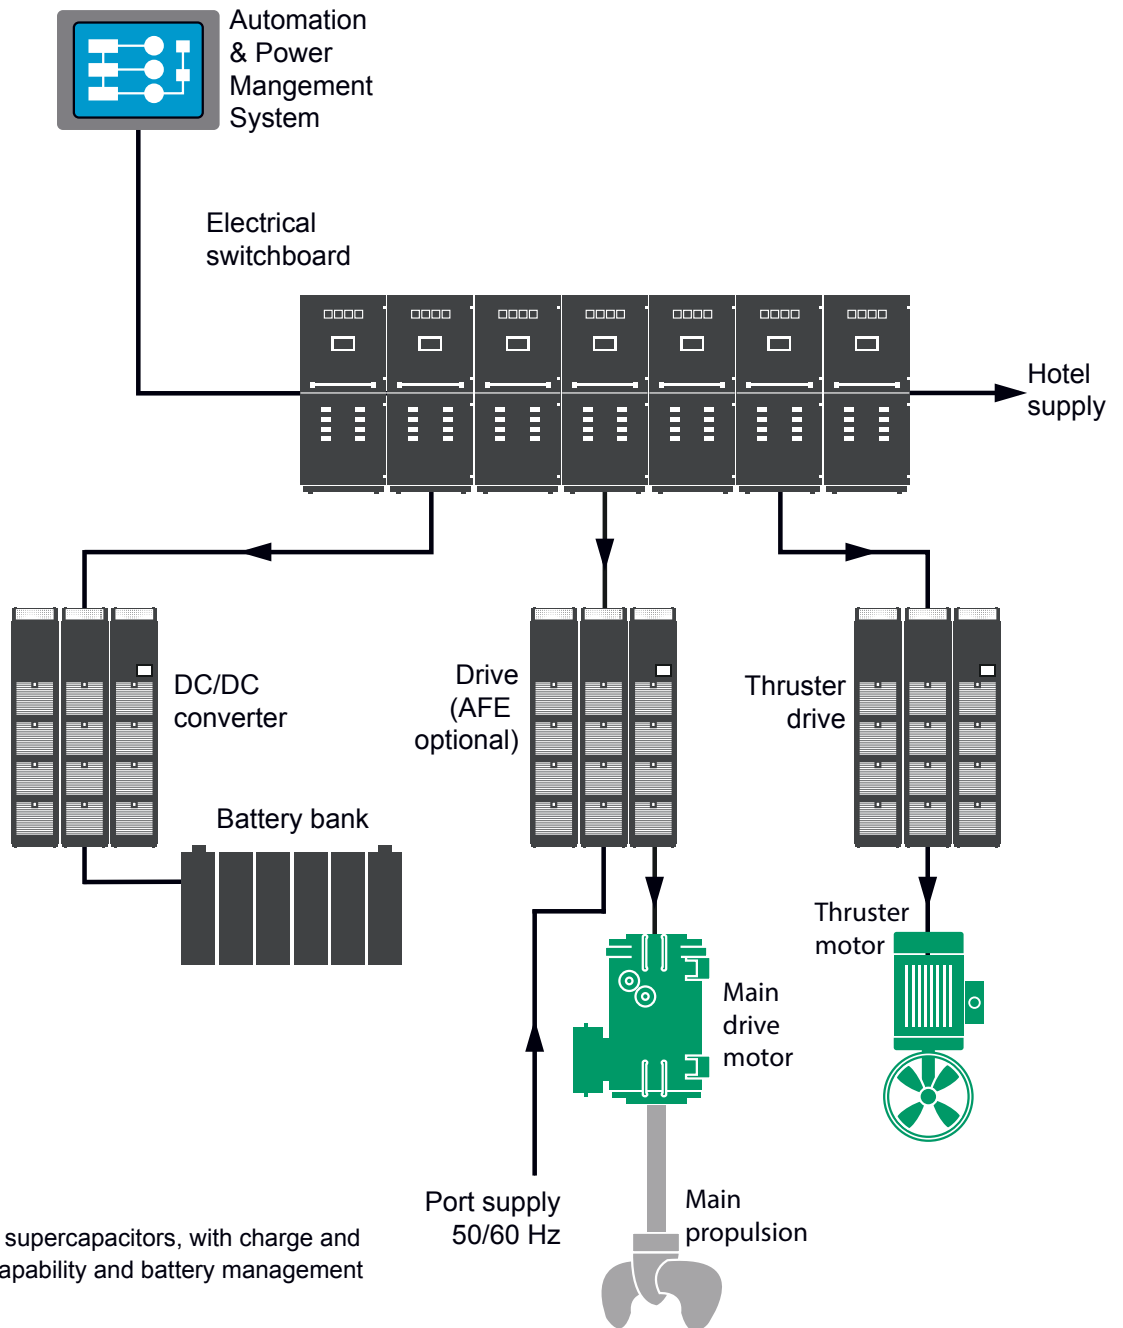 Automation
& Power
Mangement
System
Electrical
switchboard
Hotel
supply
DC/DC
converter
Drive
(AFE
optional)
Thruster
drive
Battery bank
Thruster
motor
Main
drive
motor
Port supply
50/60 Hz
Main
propulsion
supercapacitors, with charge and
apability and battery management